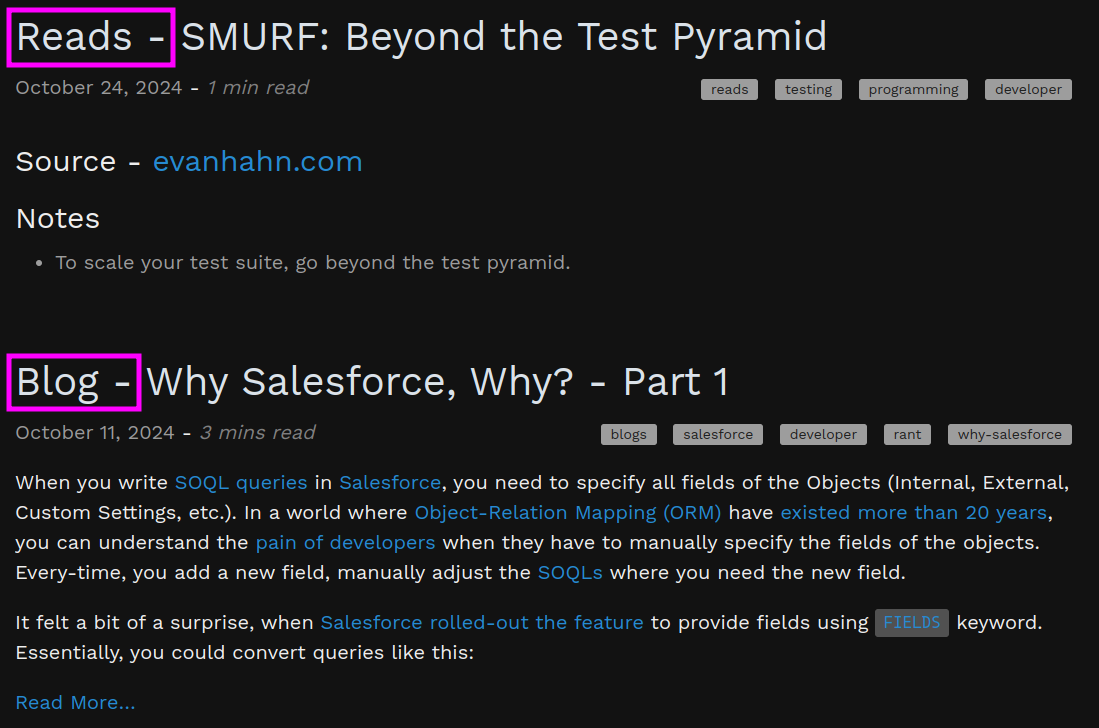 Reads - SMURF: Beyond the Test Pyramid
October 24, 2024 - 1 min read
reads testing programming developer
Source - evanhahn.com
Notes
• To scale your test suite, go beyond the test pyramid.
Blog - Why Salesforce, Why? - Part 1
October 11, 2024 - 3 mins read
blogs salesforce developer rant why-salesforce
When you write SOQL queries in Salesforce, you need to specify all fields of the Objects (Internal, External,
Custom Settings, etc.). In a world where Object-Relation Mapping (ORM) have existed more than 20 years,
you can understand the pain of developers when they have to manually specify the fields of the objects.
Every-time, you add a new field, manually adjust the SOQLs where you need the new field.
It felt a bit of a surprise, when Salesforce rolled-out the feature to provide fields using FIELDS keyword.
Essentially, you could convert queries like this:
Read More...